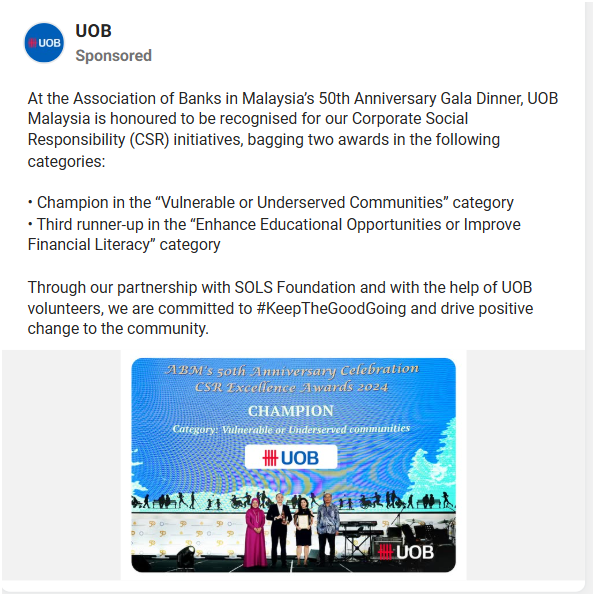 UOB
UOB
Sponsored
At the Association of Banks in Malaysia’s 50th Anniversary Gala Dinner, UOB
Malaysia is honoured to be recognised for our Corporate Social
Responsibility (CSR) initiatives, bagging two awards in the following
categories:
• Champion in the “Vulnerable or Underserved Communities” category
• Third runner-up in the “Enhance Educational Opportunities or Improve
Financial Literacy” category
Through our partnership with SOLS Foundation and with the help of UOB
volunteers, we are committed to #KeepTheGoodGoing and drive positive
change to the community.
ABM's 50th Anniversary Celebration
CSR Excellence Awards 2024
CHAMPION
Category: Vulnerable or Underserved communities
UOB
UOB